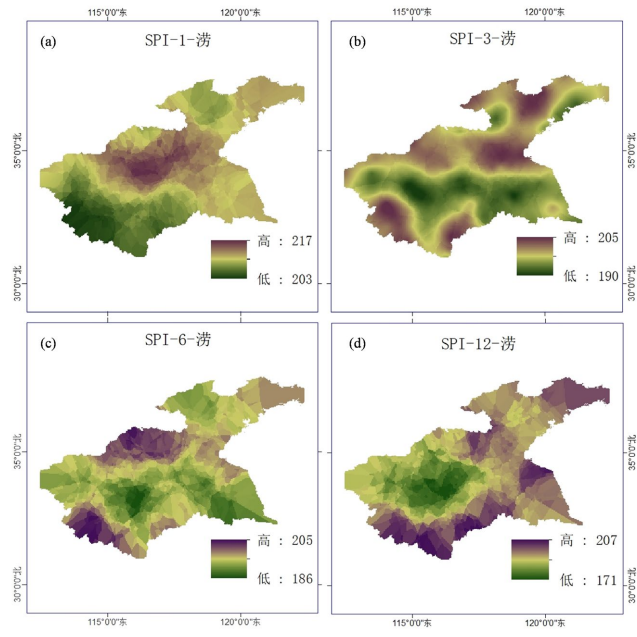 115°0'0"东 120°0'0"东 115°0'0"东 120°0'0"东
(a) SPI-1-涝
(b) SPI-3-涝
35°0'0"北
35°0'0"北
高 : 217
低 : 203
高 : 205
低 : 190
30°0'0"北
30°0'0"北
(c) SPI-6-涝
(d) SPI-12-涝
35°0'0"北
35°0'0"北
高 : 205
低 : 186
高 : 207
低 : 171
30°0'0"北
30°0'0"北
115°0'0"东 120°0'0"东 115°0'0"东 120°0'0"东